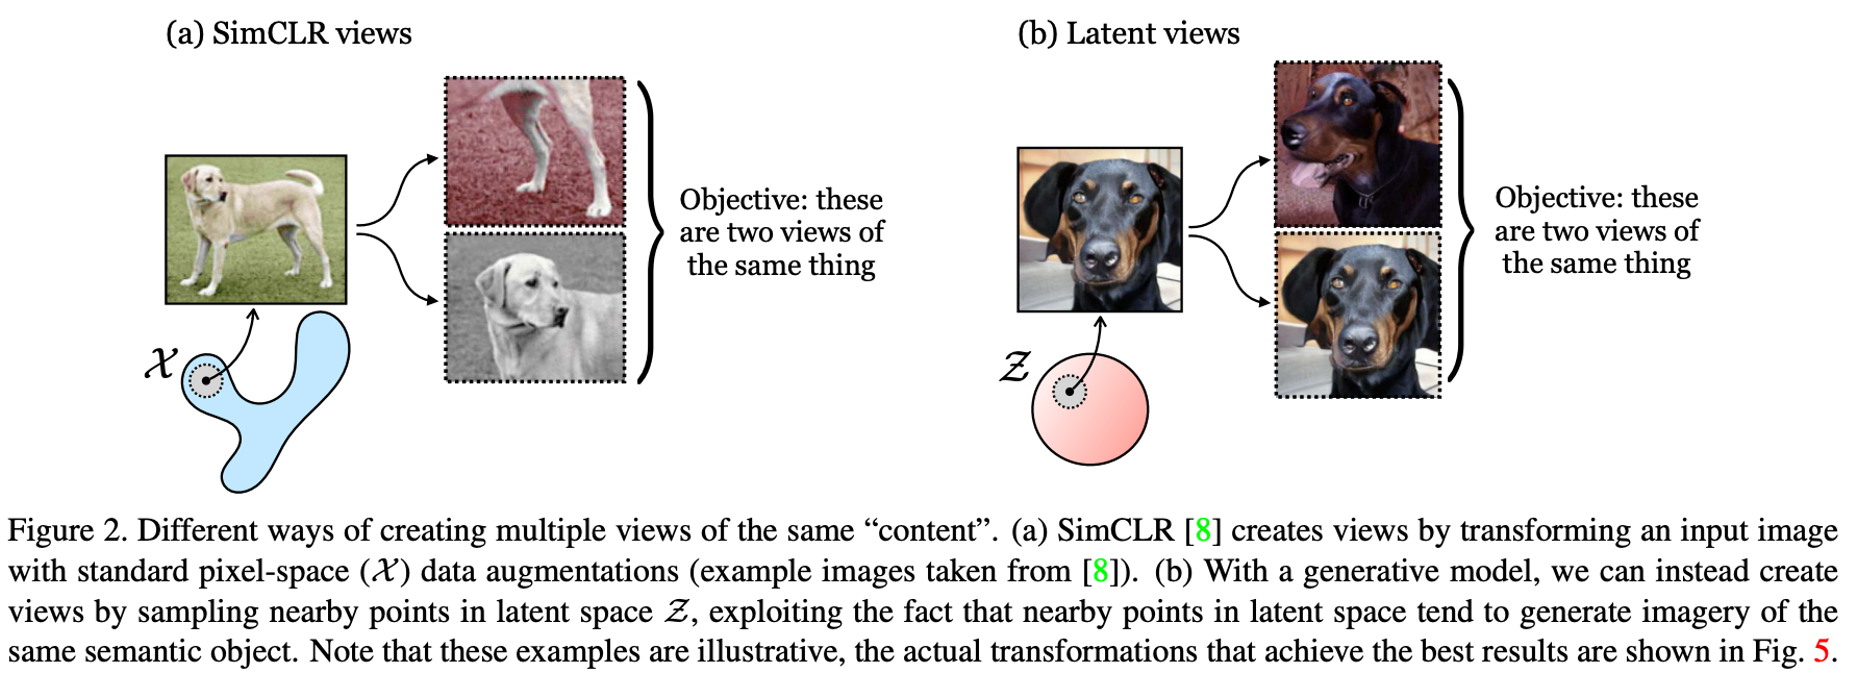 (a) SimCLR views
(b) Latent views
Objective: these
are two views of
the same thing
Objective: these
are two views of
the same thing
𝒳
𝒵
Figure 2. Different ways of creating multiple views of the same “content”. (a) SimCLR [8] creates views by transforming an input image
with standard pixel-space (𝒳) data augmentations (example images taken from [8]). (b) With a generative model, we can instead create
views by sampling nearby points in latent space 𝒵, exploiting the fact that nearby points in latent space tend to generate imagery of the
same semantic object. Note that these examples are illustrative, the actual transformations that achieve the best results are shown in Fig. 5.